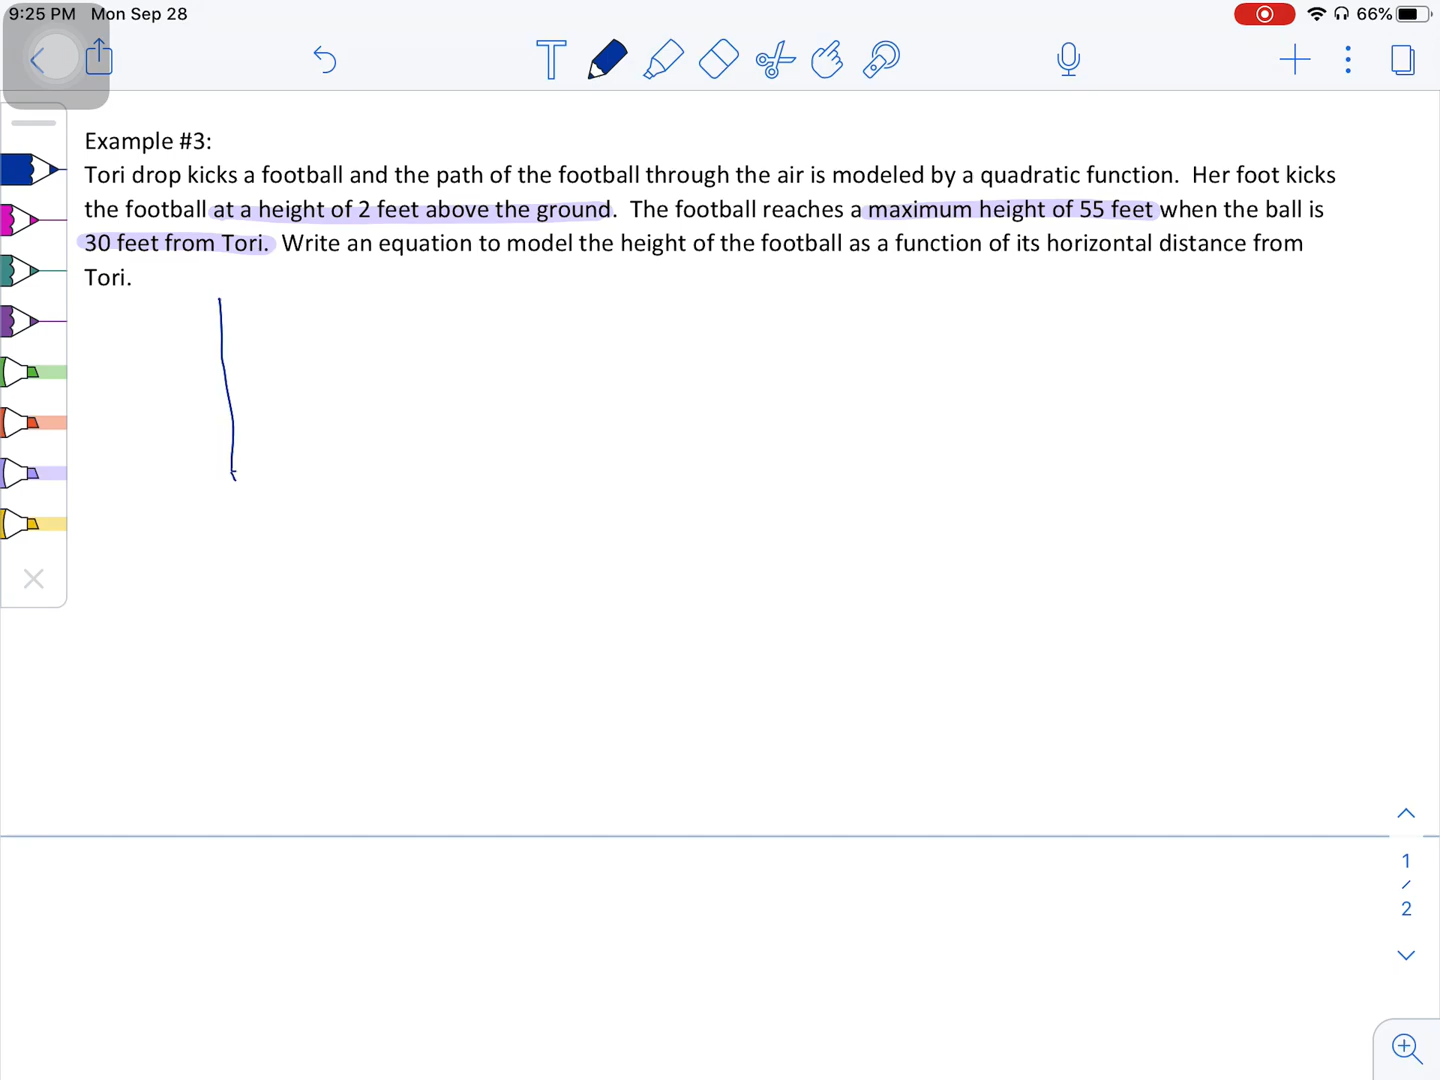 9:25 PM Mon Sep 28
66%
T
Example #3:
Tori drop kicks a football and the path of the football through the air is modeled by a quadratic function. Her foot kicks
the football at a height of 2 feet above the ground. The football reaches a maximum height of 55 feet when the ball is
30 feet from Tori. Write an equation to model the height of the football as a function of its horizontal distance from
Tori.
1
/
2